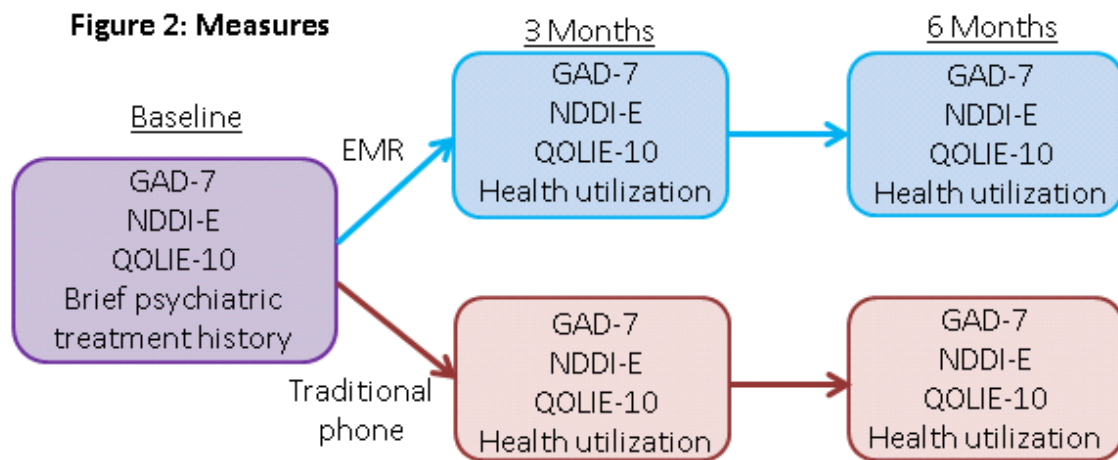 Figure 2: Measures
Baseline
GAD-7
NDDI-E
QOLIE-10
Brief psychiatric
treatment history
EMR
3 Months
GAD-7
NDDI-E
QOLIE-10
Health utilization
6 Months
GAD-7
NDDI-E
QOLIE-10
Health utilization
Traditional
phone
GAD-7
NDDI-E
QOLIE-10
Health utilization
GAD-7
NDDI-E
QOLIE-10
Health utilization